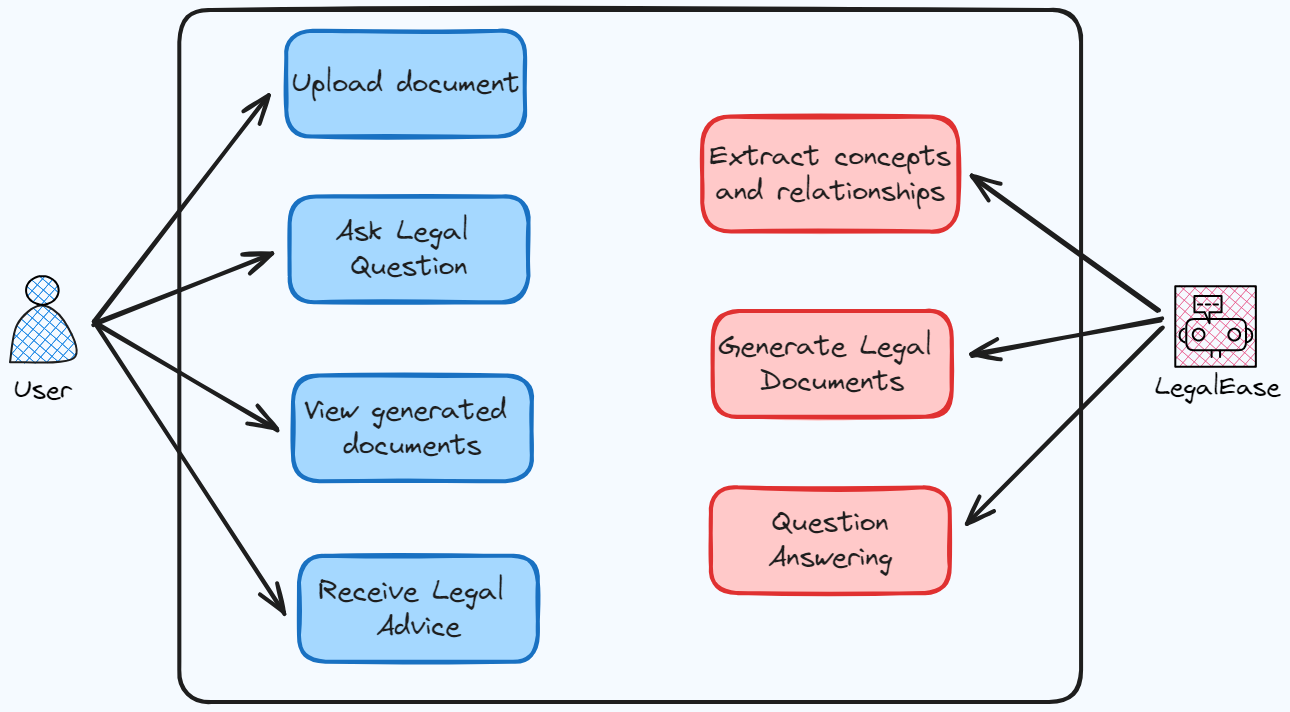 Upload document
Ask Legal
Question
View generated
documents
Receive Legal
Advice
User
Extract concepts
and relationships
Generate Legal
Documents
Question
Answering
LegalEase